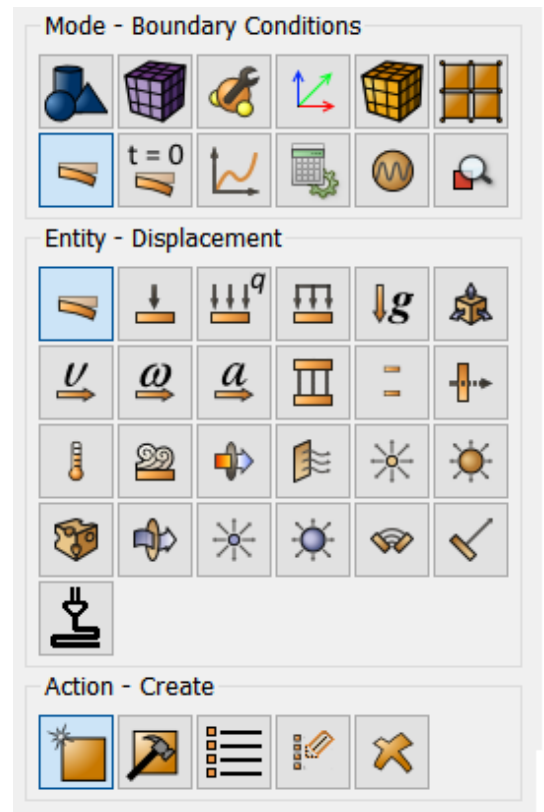 Mode - Boundary Conditions
t = 0
Entity - Displacement
q
g
υ ω a
Action - Create